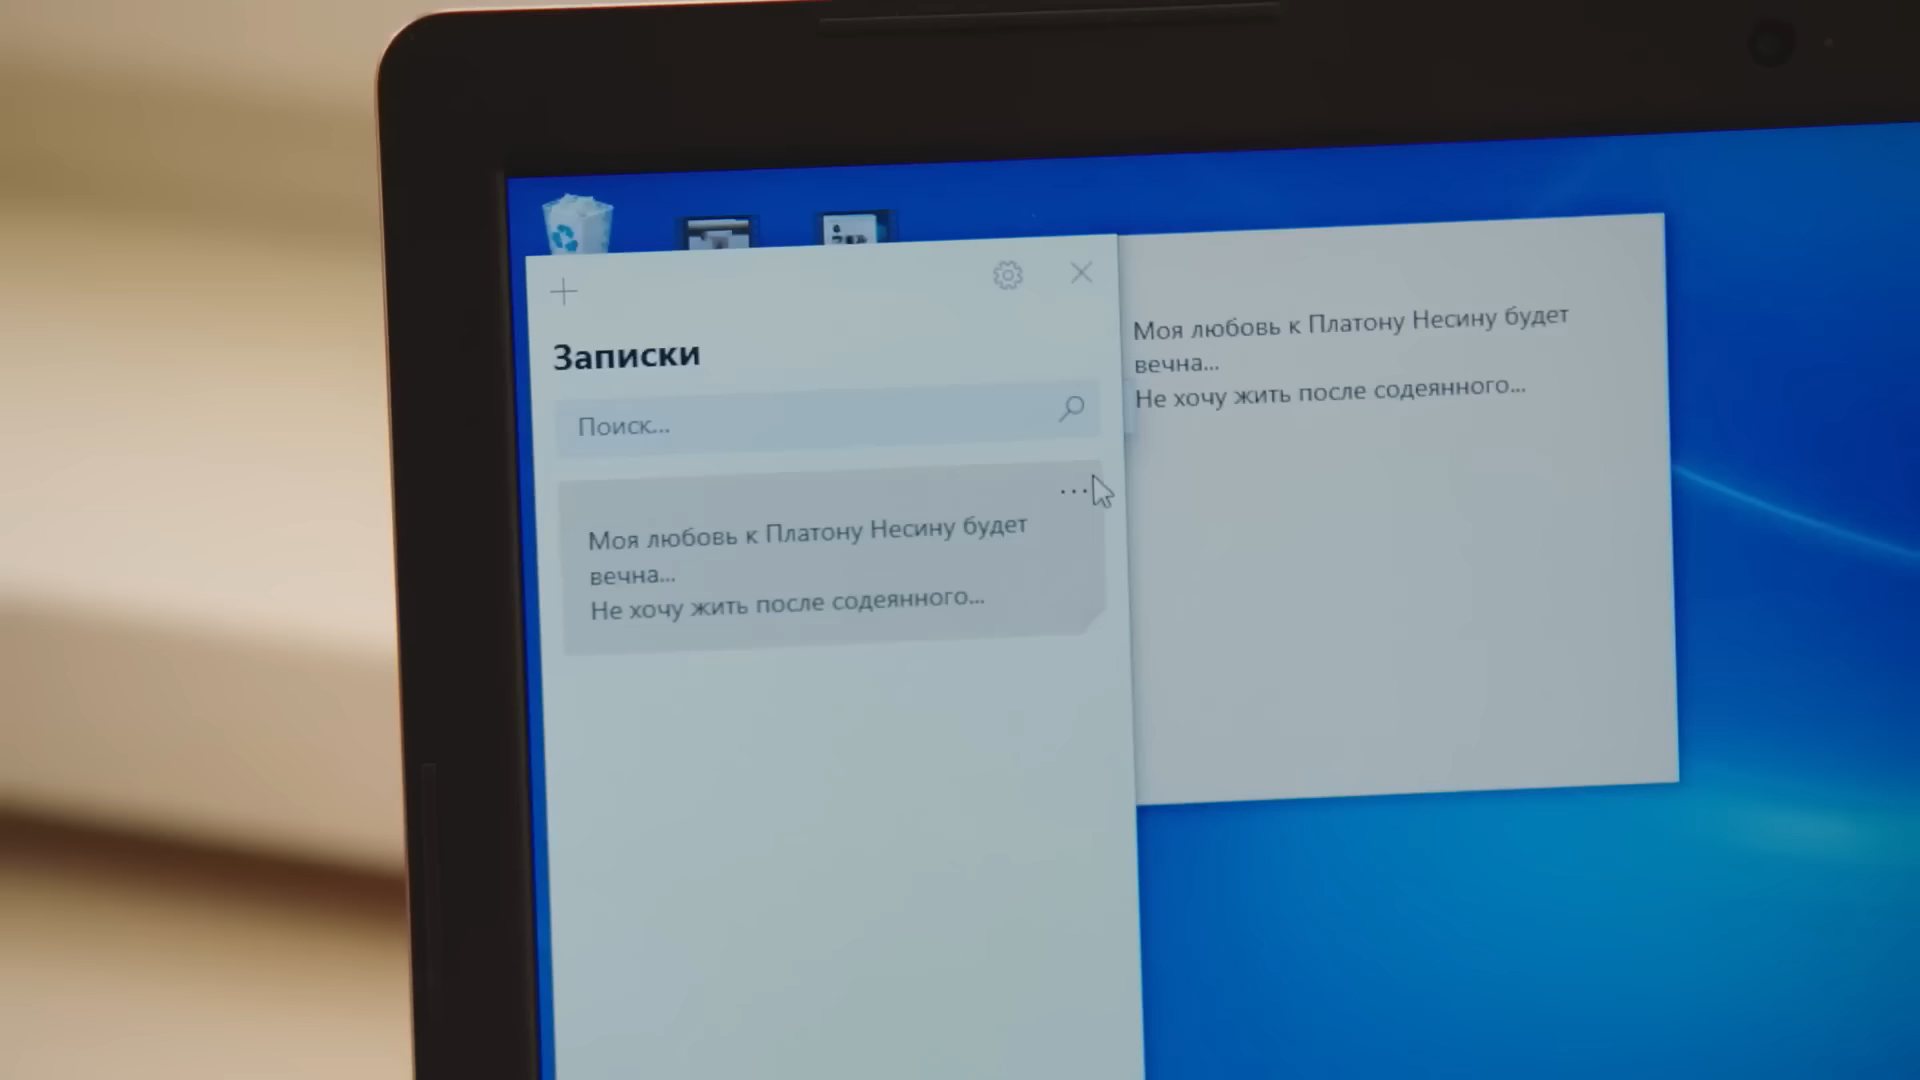 Записки
Поиск...
Моя любовь к Платону Несину будет
вечна...
Не хочу жить после содеянного...
Моя любовь к Платону Несину будет
вечна...
Не хочу жить после содеянного...